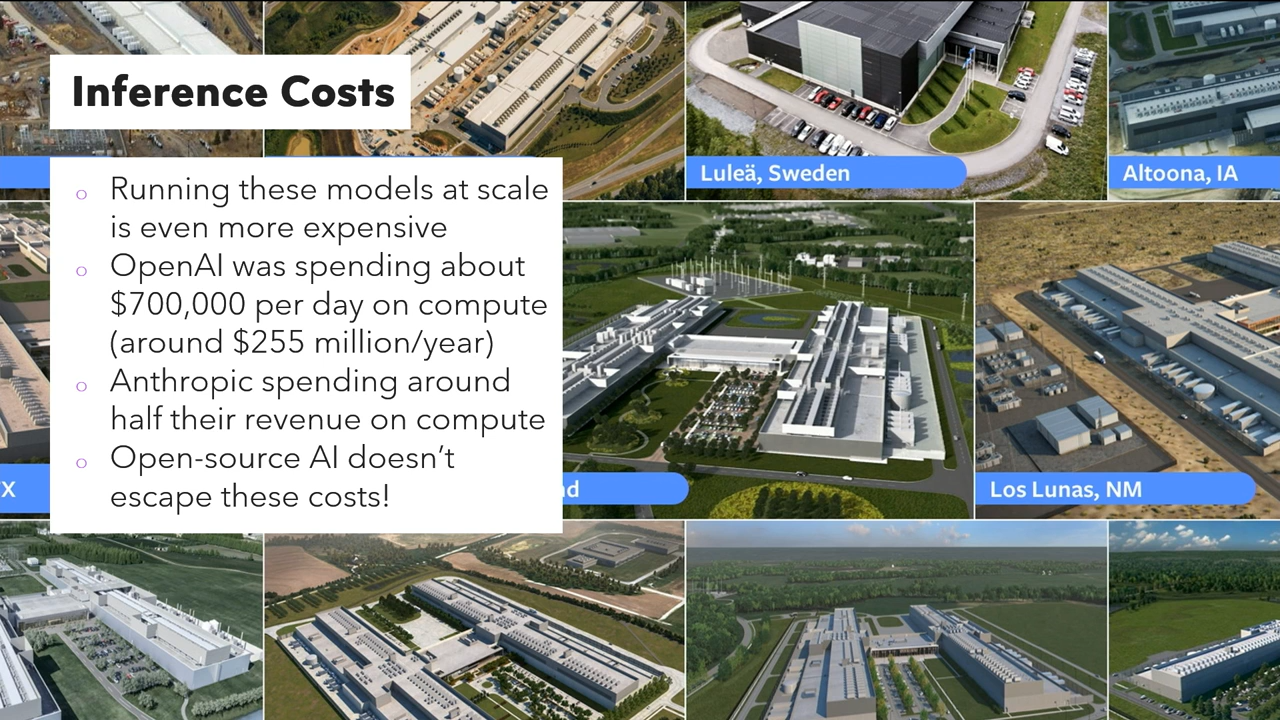 Inference Costs
Luleä, Sweden
Altoona, IA
Running these models at scale
is even more expensive
OpenAI was spending about
$700,000 per day on compute
(around $255 million/year)
Anthropic spending around
half their revenue on compute
Open-source AI doesn’t
escape these costs!
X
nd
Los Lunas, NM